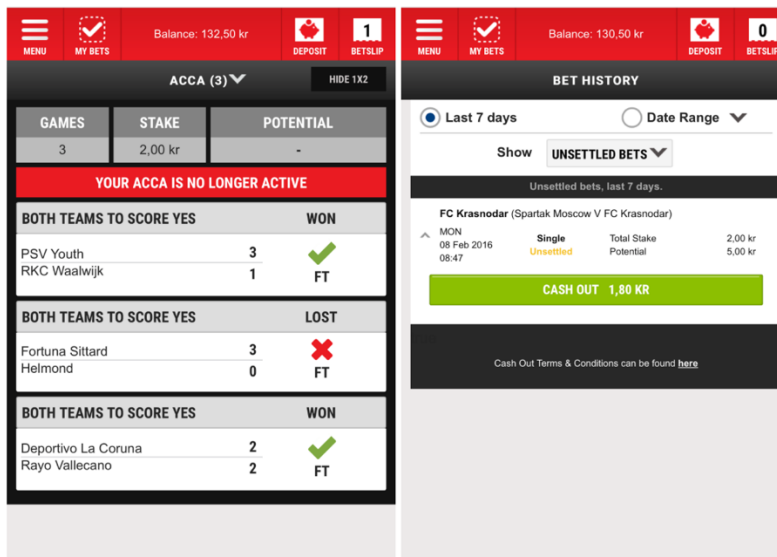 MENU
MY BETS
Balance: 132,50 kr
DEPOSIT
1
BETSLIP
ACCA (3)
HIDE 1X2
GAMES STAKE POTENTIAL
3 2,00 kr -
YOUR ACCA IS NO LONGER ACTIVE
BOTH TEAMS TO SCORE YES WON
PSV Youth 3
RKC Waalwijk 1 FT
BOTH TEAMS TO SCORE YES LOST
Fortuna Sittard 3
Helmond 0 FT
BOTH TEAMS TO SCORE YES WON
Deportivo La Coruna 2
Rayo Vallecano 2 FT
MENU
MY BETS
Balance: 130,50 kr
DEPOSIT
0
BETSLIP
BET HISTORY
Last 7 days Date Range
Show UNSETTLED BETS
Unsettled bets, last 7 days.
FC Krasnodar (Spartak Moscow V FC Krasnodar)
MON
08 Feb 2016
08:47
Single Total Stake 2,00 kr
Unsettled Potential 5,00 kr
CASH OUT 1,80 KR
Cash Out Terms & Conditions can be found here